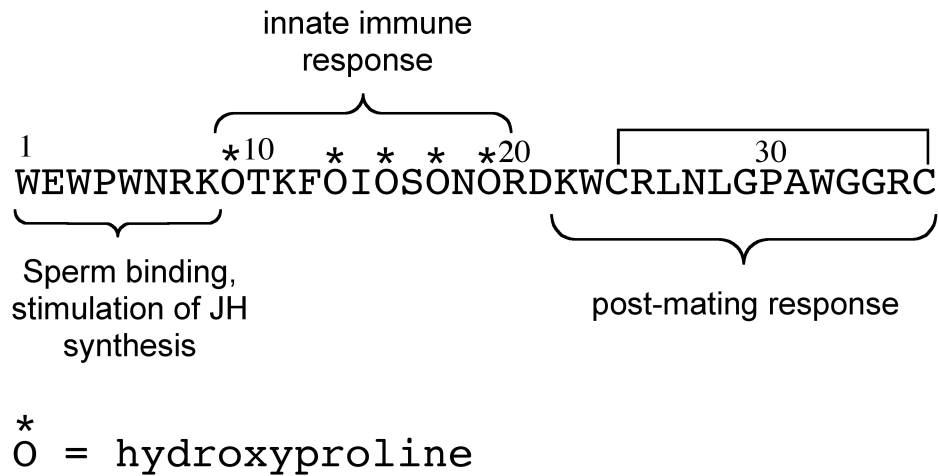 innate immune
response
1
* 10 * * * * 20
30
WEWPWNRKOTKFOIOSONORDKWCRLNLGPAWGGRC
Sperm binding,
stimulation of JH
synthesis
post-mating response
*
O = hydroxyproline